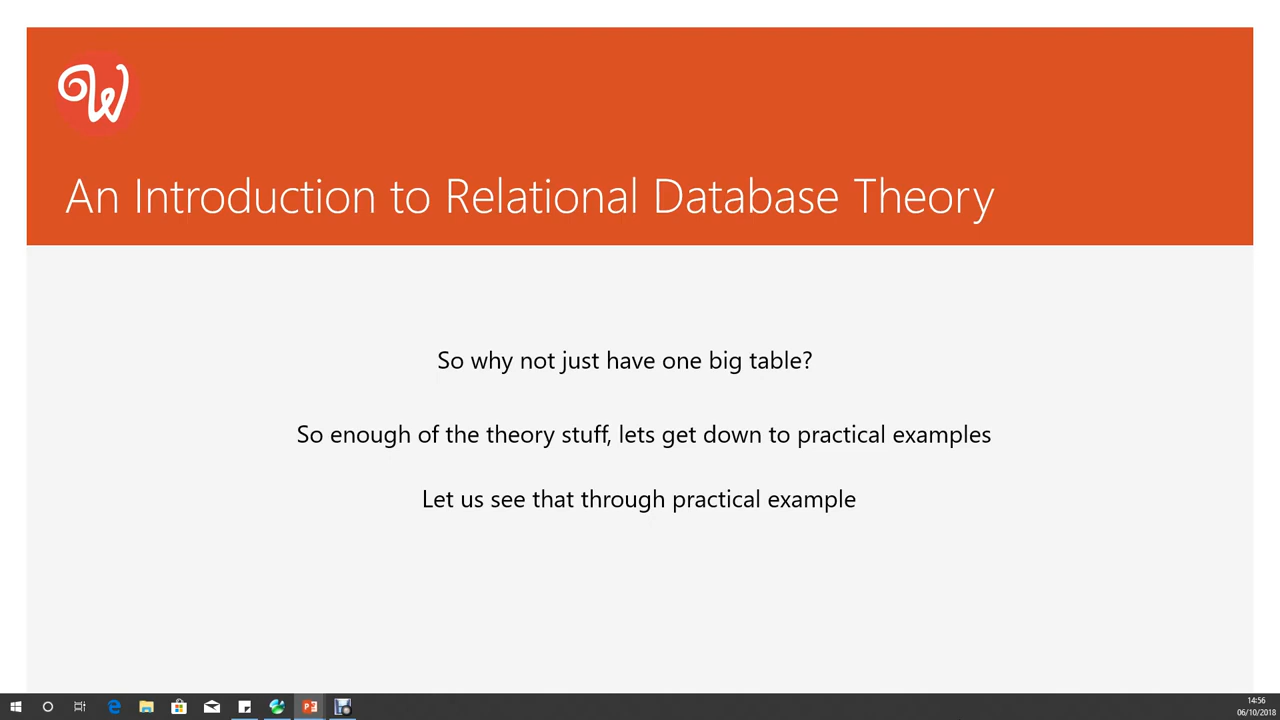 W
An Introduction to Relational Database Theory
So why not just have one big table?
So enough of the theory stuff, lets get down to practical examples
Let us see that through practical example
14:56
06/10/2018